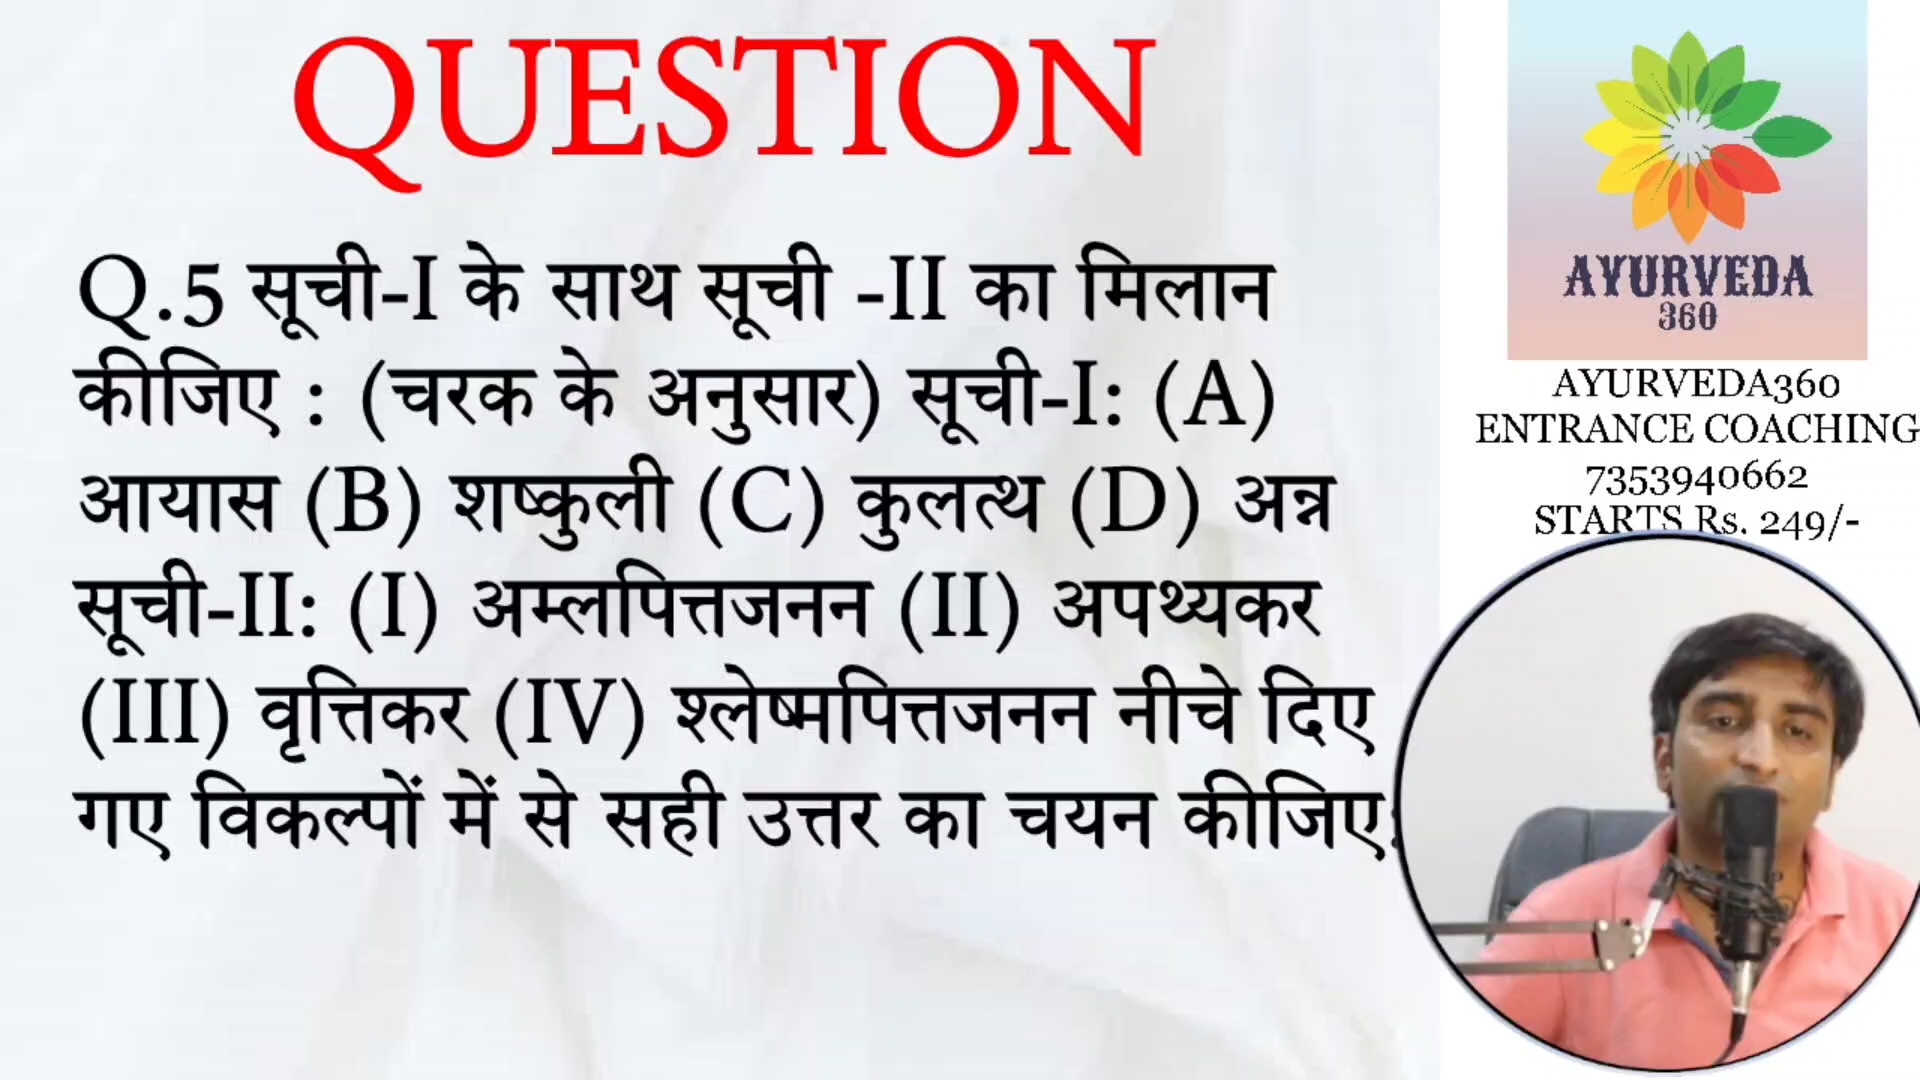 QUESTION
Q.5 सूची-I के साथ सूची -II का मिलान
कीजिए : (चरक के अनुसार) सूची-I: (A)
आयास (B) शष्कुली (C) कुलत्थ (D) अन्न
सूची-II: (I) अम्लपित्तजनन (II) अपथ्यकर
(III) वृत्तिकर (IV) श्लेष्मपित्तजनन नीचे दिए
गए विकल्पों में से सही उत्तर का चयन कीजिए:
AYURVEDA
360
AYURVEDA360
ENTRANCE COACHING
7353940662
STARTS Rs. 249/-